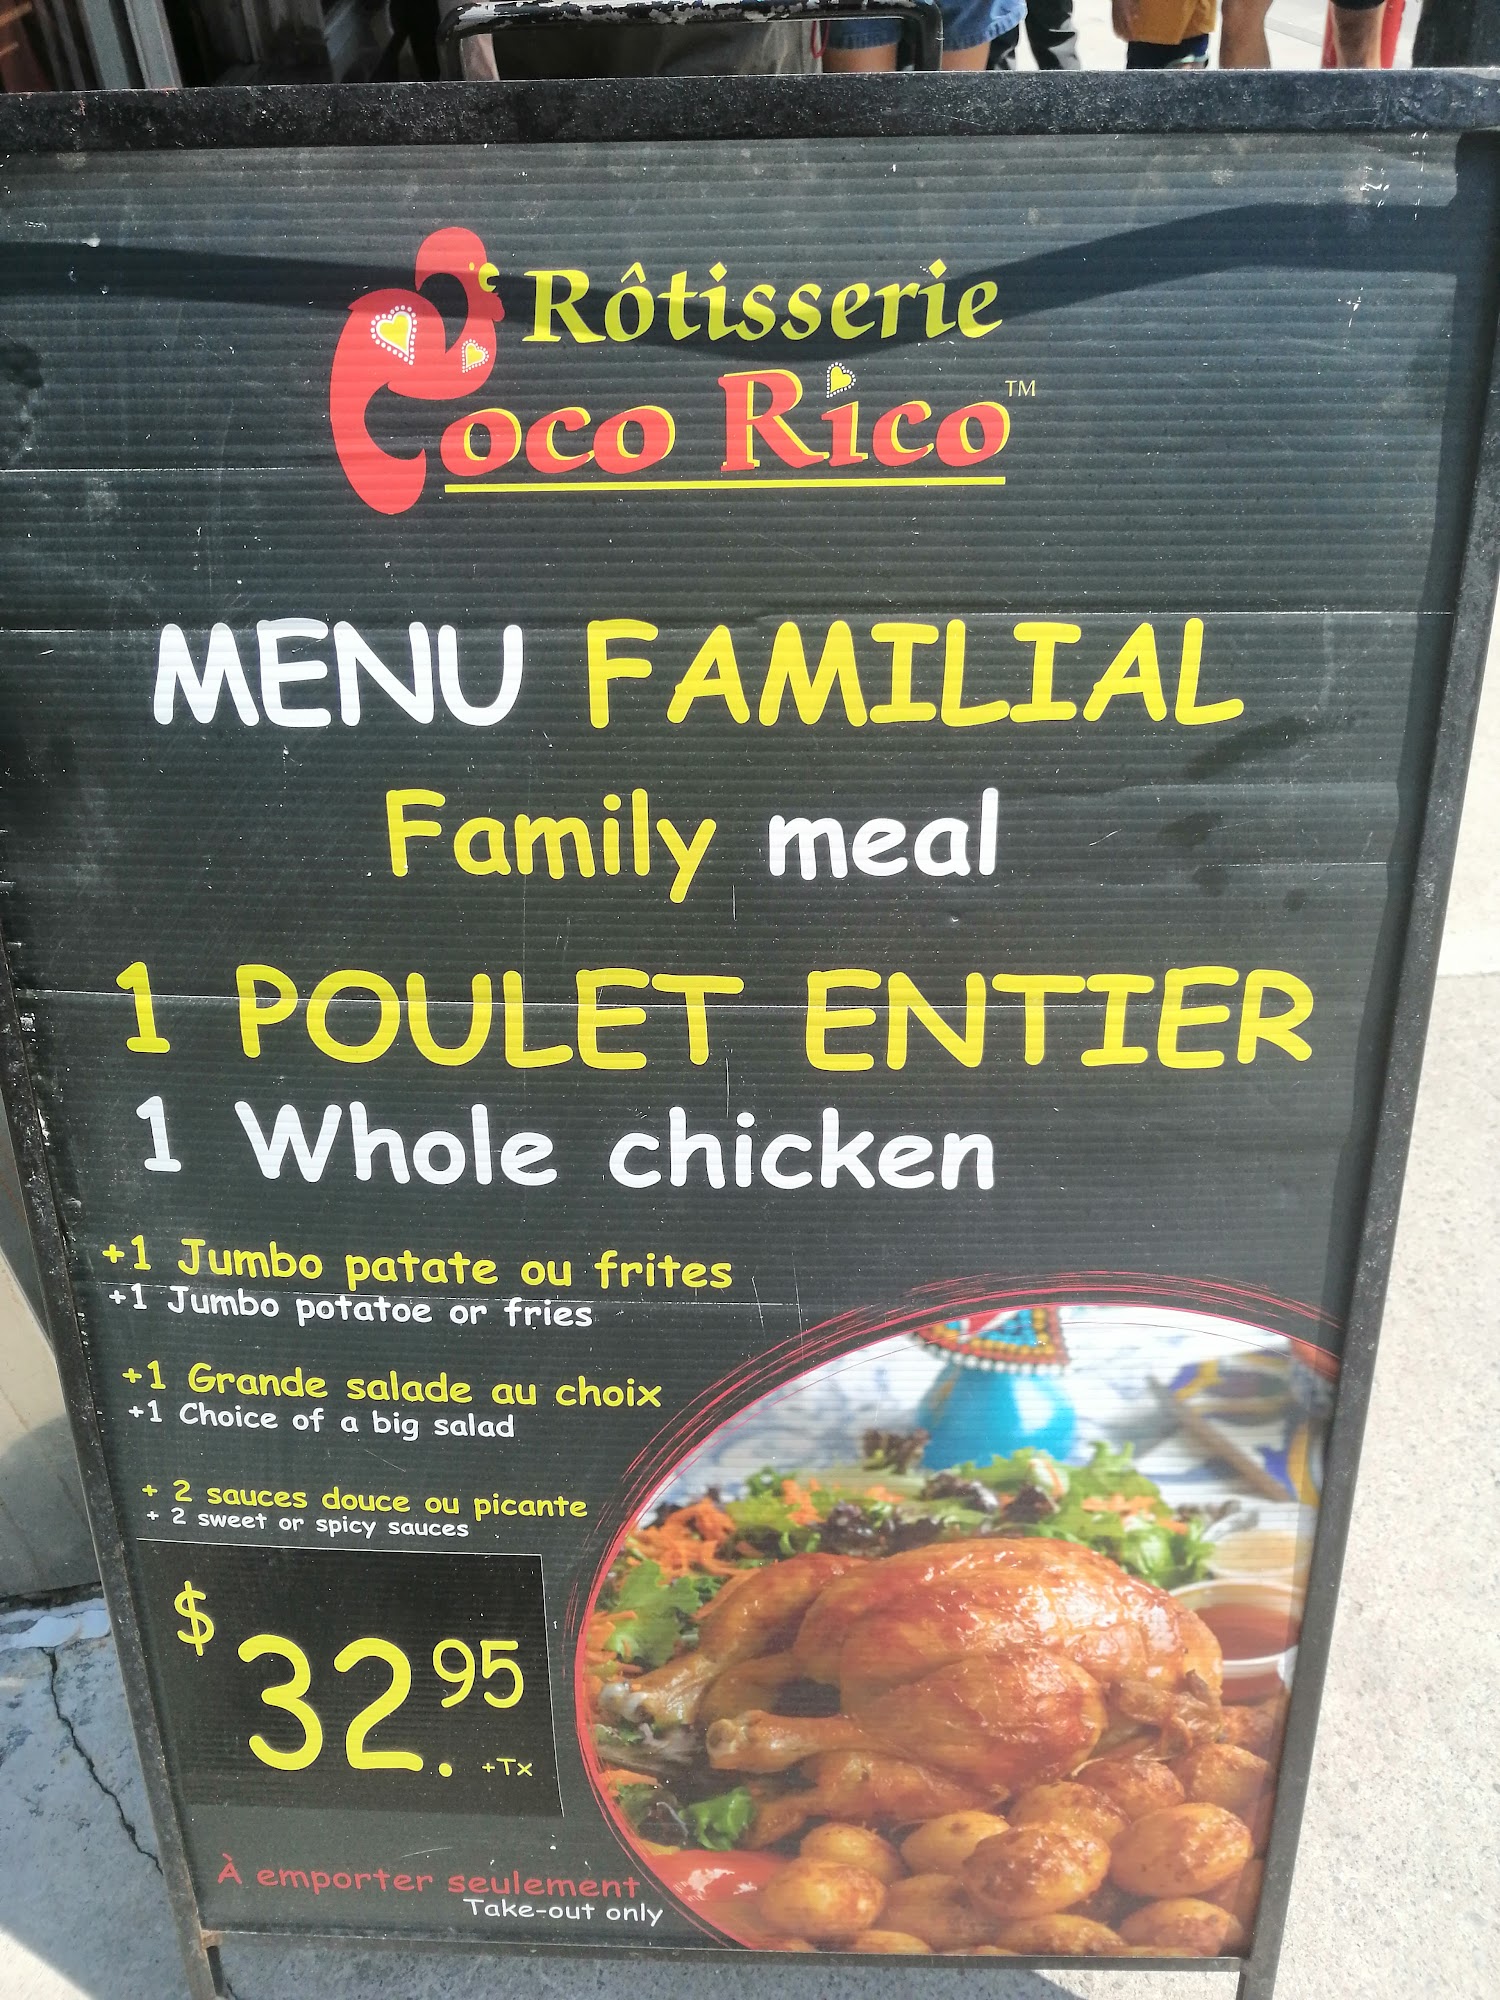 Rôtisserie
Coco Rico™
MENU FAMILIAL
Family meal
1 POULET ENTIER
1 Whole chicken
+1 Jumbo patate ou frites
+1 Jumbo potatoe or fries
+1 Grande salade au choix
+1 Choice of a big salad
+ 2 sauces douce ou picante
+ 2 sweet or spicy sauces
$32.95 +Tx
À emporter seulement
Take-out only